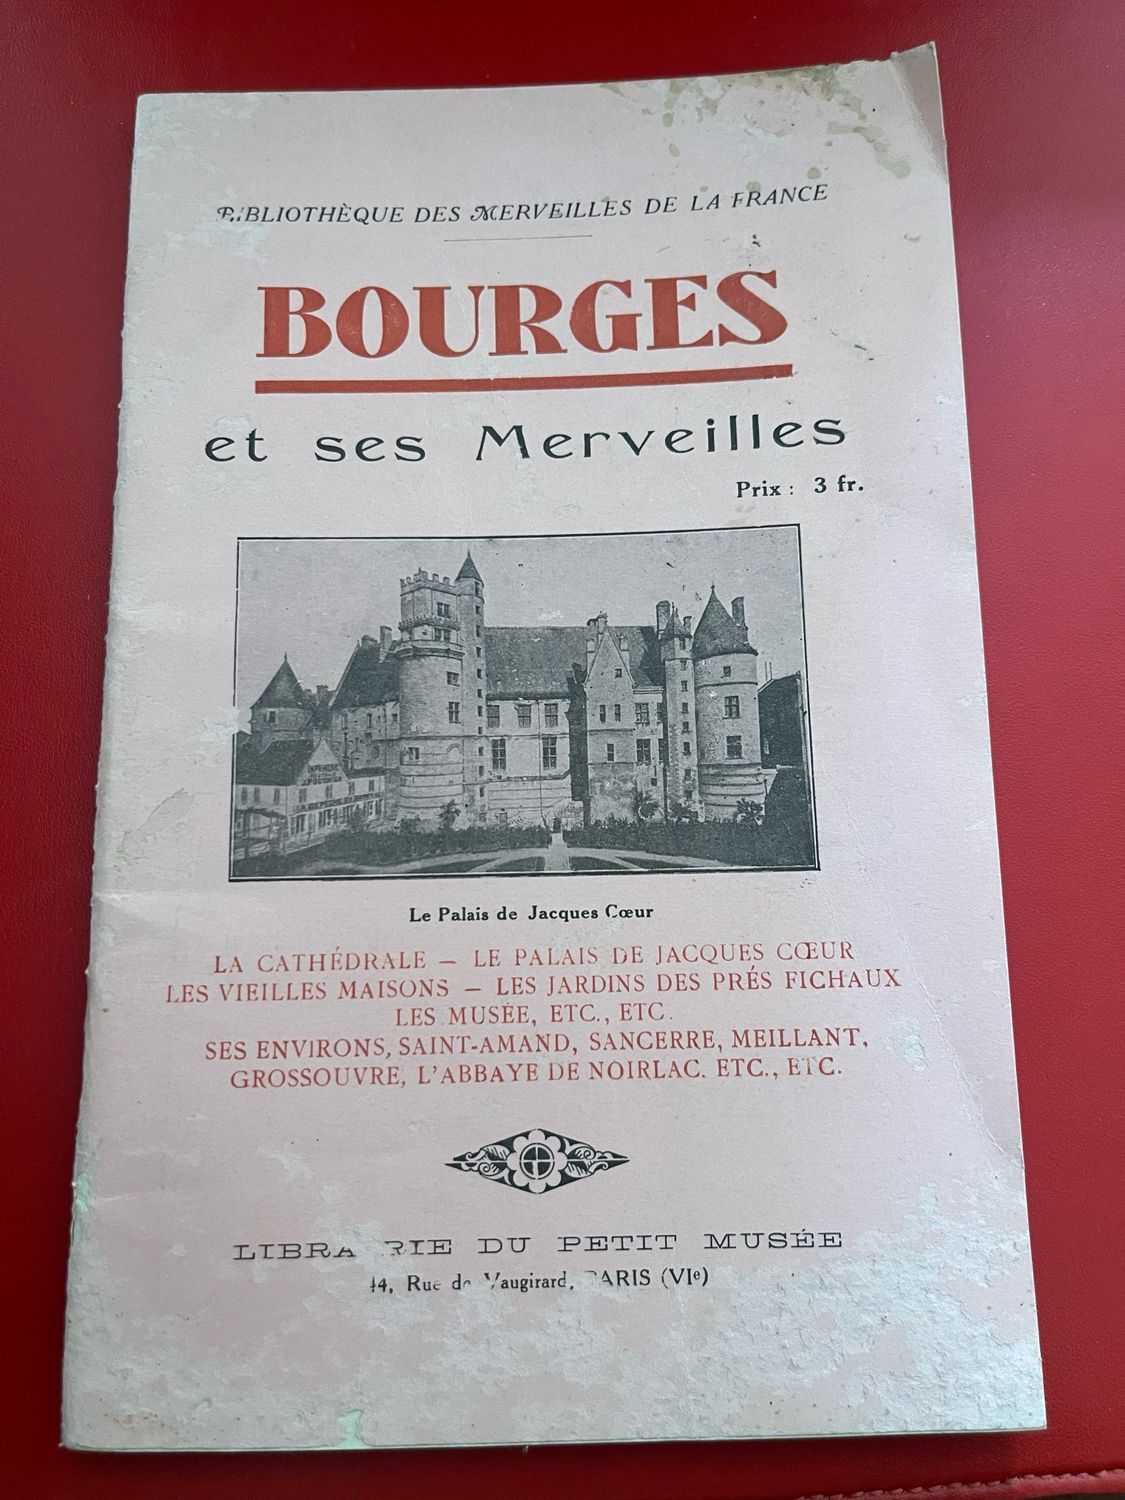 BIBLIOTHÈQUE DES MERVEILLES DE LA FRANCE
BOURGES
et ses Merveilles
Prix : 3 fr.
Le Palais de Jacques Cœur
LA CATHÉDRALE — LE PALAIS DE JACQUES CŒUR
LES VIEILLES MAISONS — LES JARDINS DES PRÉS FICHAUX
LES MUSÉE, ETC., ETC.
SES ENVIRONS, SAINT-AMAND, SANCERRE, MEILLANT,
GROSSOUVRE, L'ABBAYE DE NOIRLAC. ETC., ETC.
LIBRAIRIE DU PETIT MUSÉE
44, Rue de Vaugirard, PARIS (VIe)